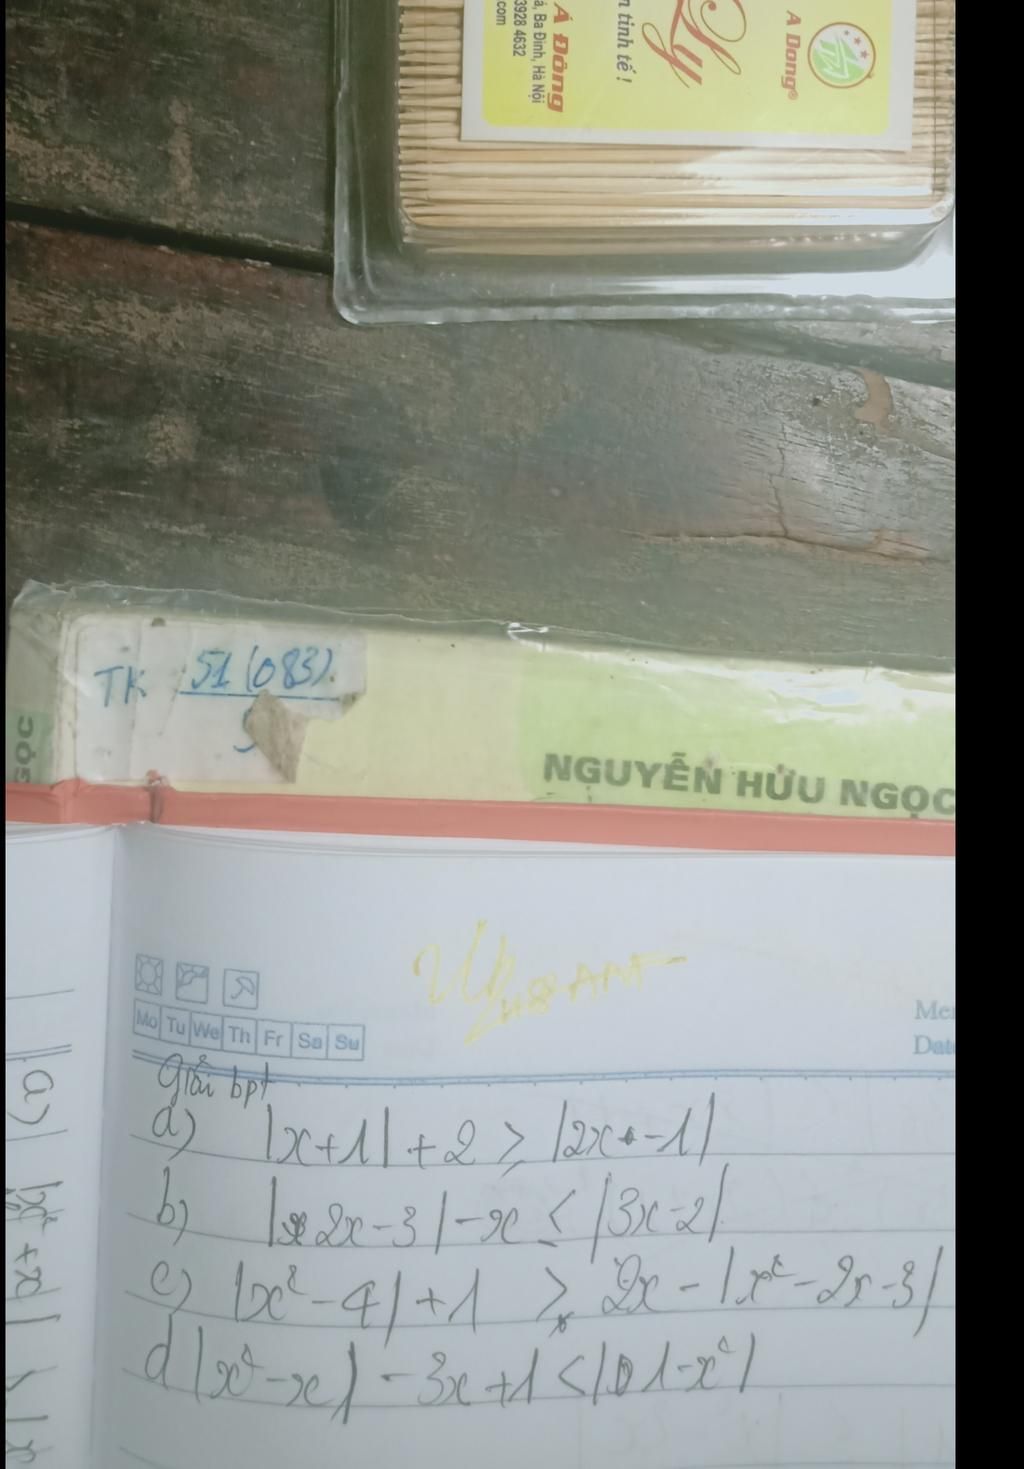 A Dong®
Ly
n tinh tế !
Á Đông
á, Ba Đình, Hà Nội
3928 4632
com
TK 51 (083).
GỌC
NGUYỄN HỮU NGỌC
Mo Tu We Th Fr Sa Su
Giải bpt
a) |x+1| + 2 ≥ |2x - 1|
b) |2x - 3| - x ≤ |3x - 2|
c) |x² - 4| + 1 ≥ 2x - |x² - 2x - 3|
d |x² - x| - 3x + 1 < |1 - x²|
a)